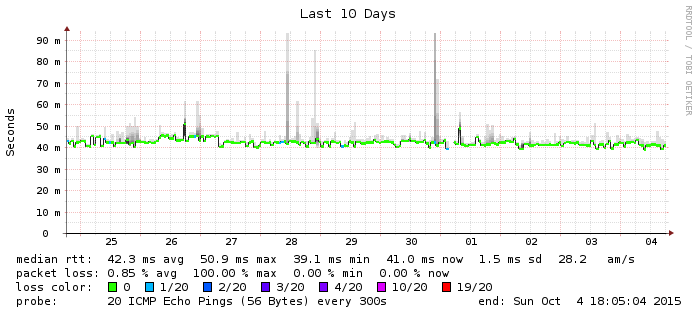 Last 10 Days
RRDTOOL / TOBI OETIKER
Seconds
90 m
80 m
70 m
60 m
50 m
40 m
30 m
20 m
10 m
0
25 26 27 28 29 30 01 02 03 04
median rtt: 42.3 ms avg 50.9 ms max 39.1 ms min 41.0 ms now 1.5 ms sd 28.2 am/s
packet loss: 0.85 % avg 100.00 % max 0.00 % min 0.00 % now
loss color: 0 1/20 2/20 3/20 4/20 10/20 19/20
probe: 20 ICMP Echo Pings (56 Bytes) every 300s end: Sun Oct 4 18:05:04 2015